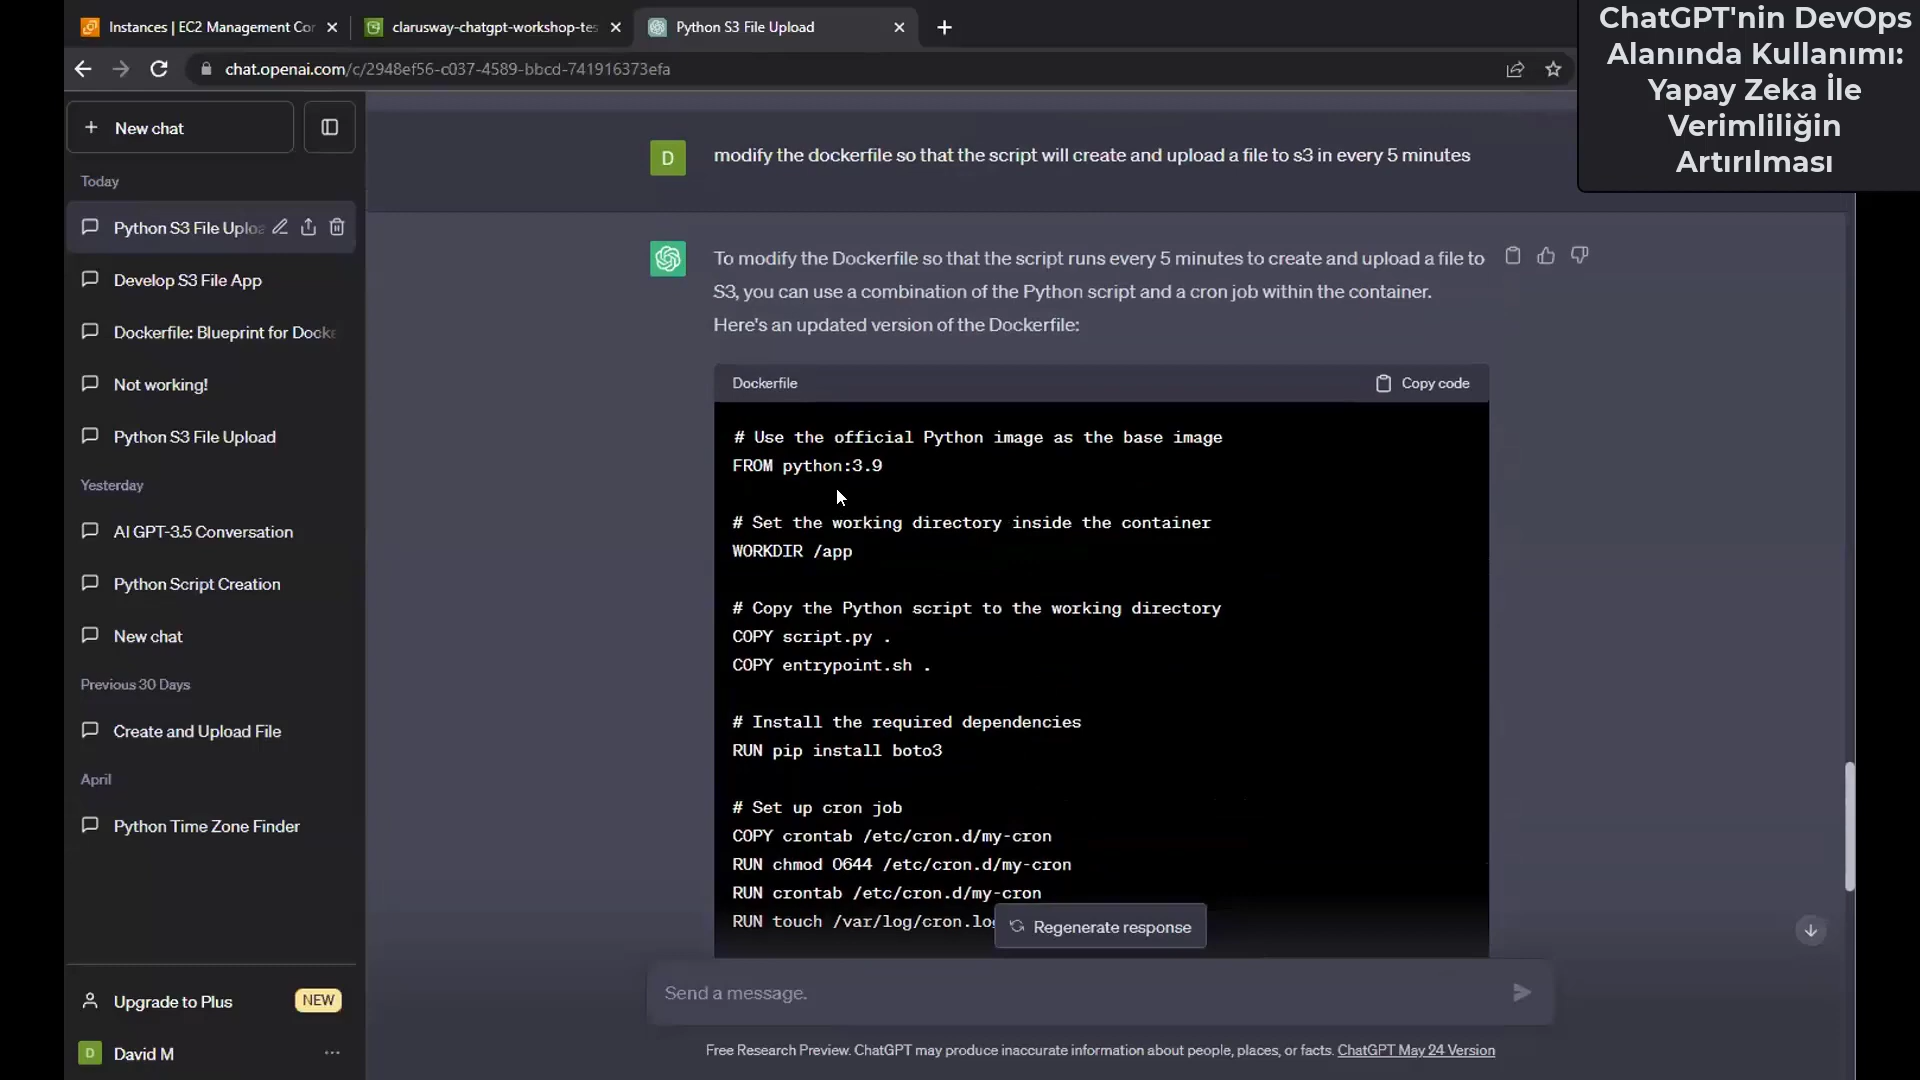 Instances | EC2 Management Cor
clarusway-chatgpt-workshop-tes
Python S3 File Upload
chat.openai.com/c/2948ef56-c037-4589-bbcd-741916373efa
ChatGPT'nin DevOps
Alanında Kullanımı:
Yapay Zeka İle
Verimliliğin
Artırılması
+ New chat
Today
Python S3 File Uploa
Develop S3 File App
Dockerfile: Blueprint for Docke
Not working!
Python S3 File Upload
Yesterday
AI GPT-3.5 Conversation
Python Script Creation
New chat
Previous 30 Days
Create and Upload File
April
Python Time Zone Finder
Upgrade to Plus
NEW
D
David M
D
modify the dockerfile so that the script will create and upload a file to s3 in every 5 minutes
To modify the Dockerfile so that the script runs every 5 minutes to create and upload a file to
S3, you can use a combination of the Python script and a cron job within the container.
Here's an updated version of the Dockerfile:
Dockerfile
Copy code
# Use the official Python image as the base image
FROM python:3.9
# Set the working directory inside the container
WORKDIR /app
# Copy the Python script to the working directory
COPY script.py .
COPY entrypoint.sh .
# Install the required dependencies
RUN pip install boto3
# Set up cron job
COPY crontab /etc/cron.d/my-cron
RUN chmod 0644 /etc/cron.d/my-cron
RUN crontab /etc/cron.d/my-cron
RUN touch /var/log/cron.lo
Regenerate response
Send a message.
Free Research Preview. ChatGPT may produce inaccurate information about people, places, or facts. ChatGPT May 24 Version